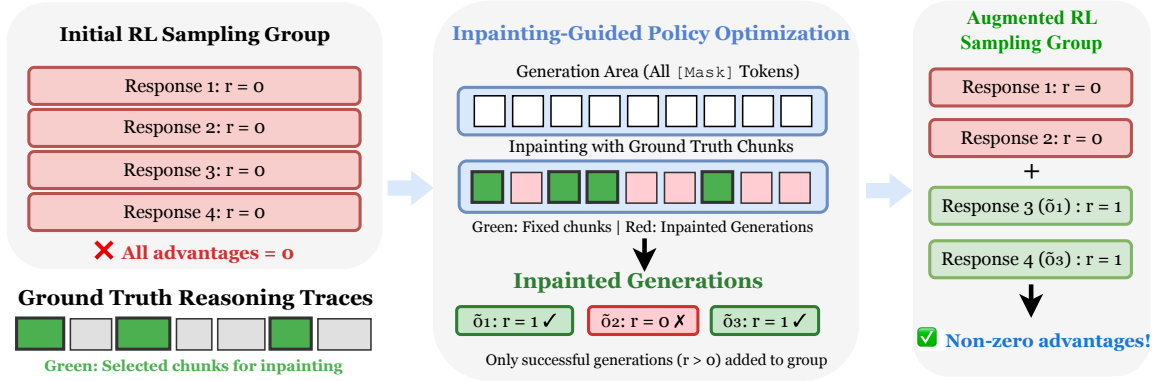 Initial RL Sampling Group
Response 1: r = 0
Response 2: r = 0
Response 3: r = 0
Response 4: r = 0
❌ All advantages = 0
Ground Truth Reasoning Traces
Green: Selected chunks for inpainting
Inpainting-Guided Policy Optimization
Generation Area (All [Mask] Tokens)
Inpainting with Ground Truth Chunks
Green: Fixed chunks | Red: Inpainted Generations
Inpainted Generations
õ1: r = 1 ✓
õ2: r = 0 ✗
õ3: r = 1 ✓
Only successful generations (r > 0) added to group
Augmented RL
Sampling Group
Response 1: r = 0
Response 2: r = 0
+
Response 3 (õ1) : r = 1
Response 4 (õ3) : r = 1
✅ Non-zero advantages!